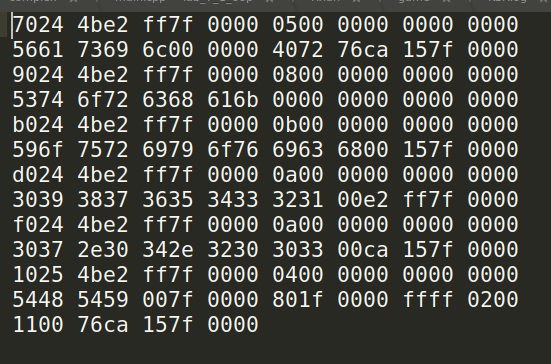 7024 4be2 ff7f 0000 0500 0000 0000 0000
5661 7369 6c00 0000 4072 76ca 157f 0000
9024 4be2 ff7f 0000 0800 0000 0000 0000
5374 6f72 6368 616b 0000 0000 0000 0000
b024 4be2 ff7f 0000 0b00 0000 0000 0000
596f 7572 6979 6f76 6963 6800 157f 0000
d024 4be2 ff7f 0000 0a00 0000 0000 0000
3039 3837 3635 3433 3231 00e2 ff7f 0000
f024 4be2 ff7f 0000 0a00 0000 0000 0000
3037 2e30 342e 3230 3033 00ca 157f 0000
1025 4be2 ff7f 0000 0400 0000 0000 0000
5448 5459 007f 0000 801f 0000 ffff 0200
1100 76ca 157f 0000